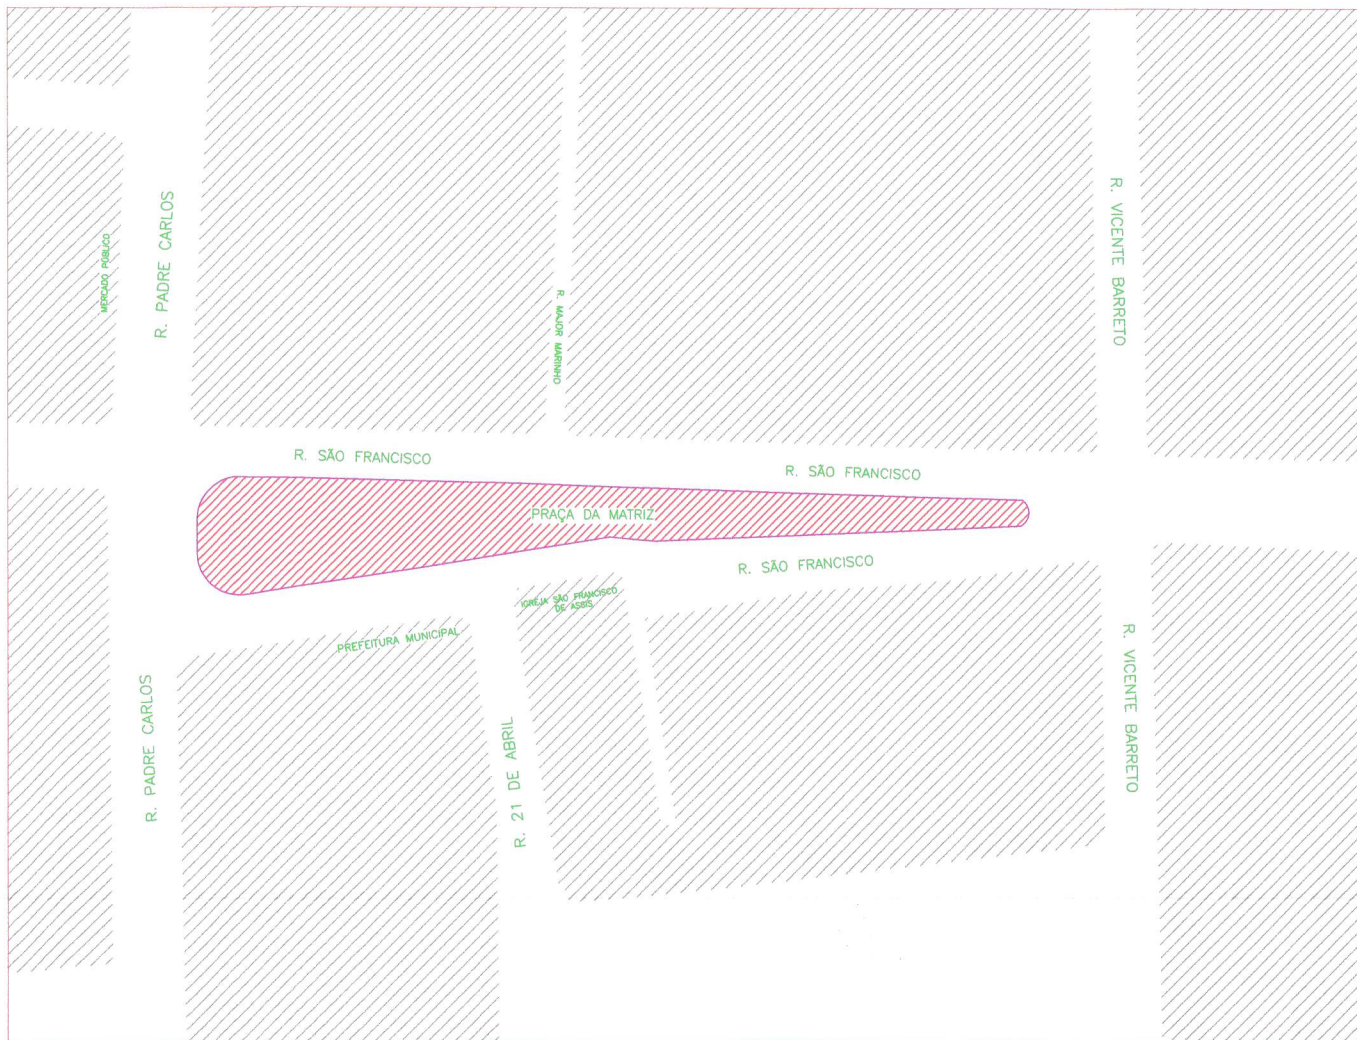 R. PADRE CARLOS
R. VICENTE BARRETO
MERCADO PÚBLICO
R. MAJOR MARINHO
R. SÃO FRANCISCO
R. SÃO FRANCISCO
PRAÇA DA MATRIZ
R. SÃO FRANCISCO
IGREJA SÃO FRANCISCO
DE ASSIS
PREFEITURA MUNICIPAL
R. PADRE CARLOS
R. 21 DE ABRIL
R. VICENTE BARRETO